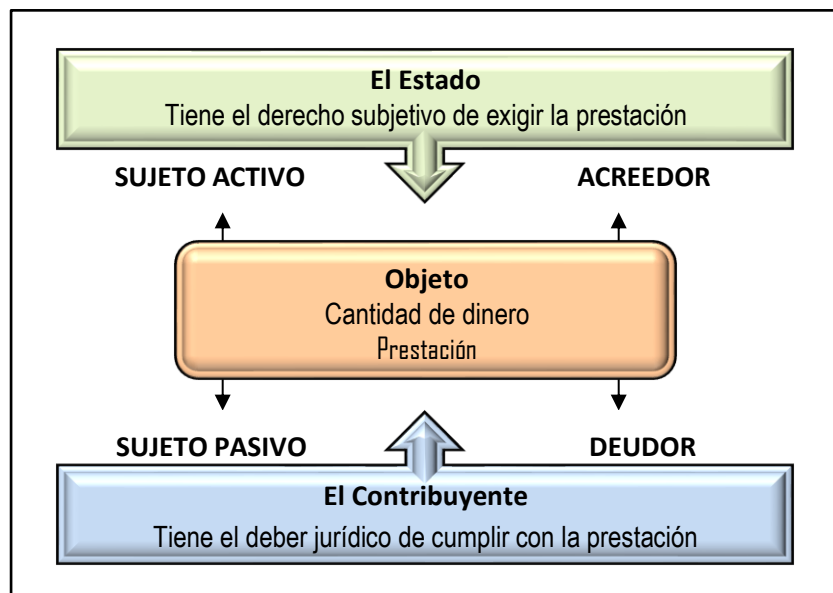 El Estado
Tiene el derecho subjetivo de exigir la prestación
SUJETO ACTIVO
ACREEDOR
Objeto
Cantidad de dinero
Prestación
SUJETO PASIVO
DEUDOR
El Contribuyente
Tiene el deber jurídico de cumplir con la prestación